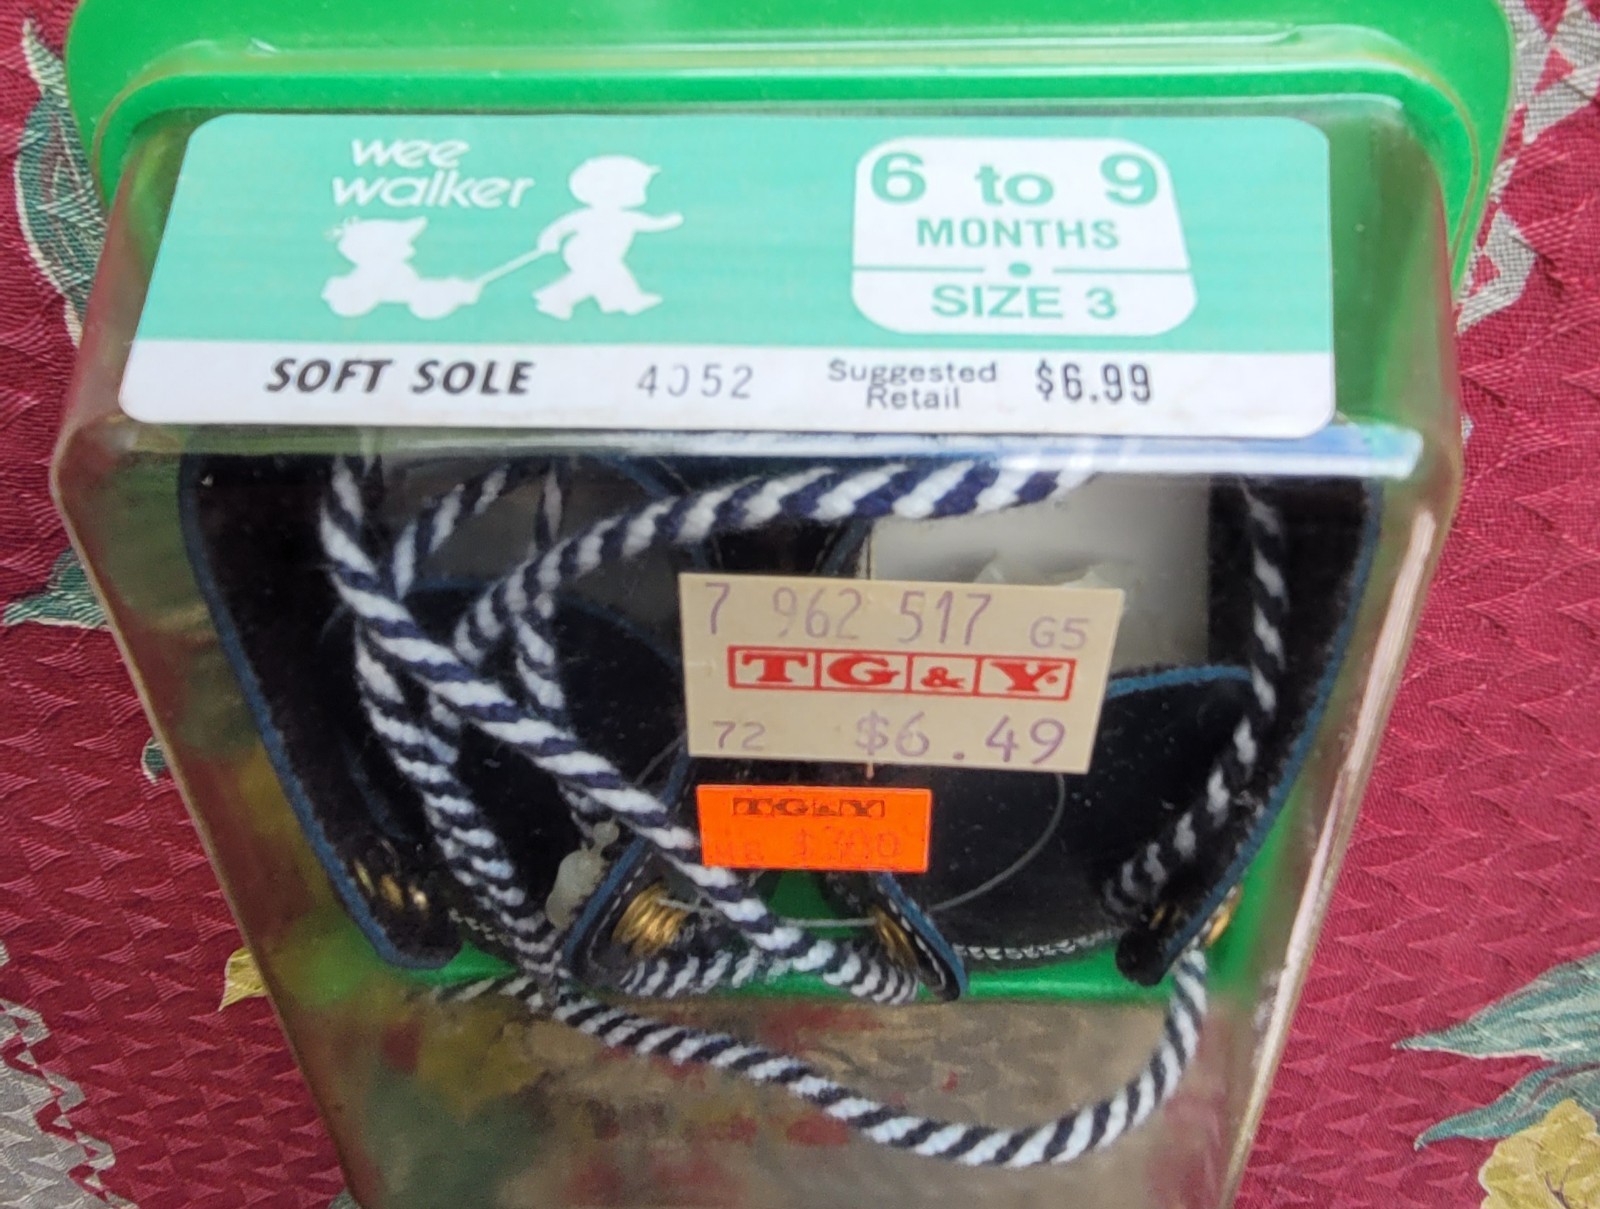 wee
walker
6 to 9
MONTHS
SIZE 3
SOFT SOLE 4052 Suggested Retail $6.99
7 962 517 G5
TG&Y
72 $6.49
TG&Y